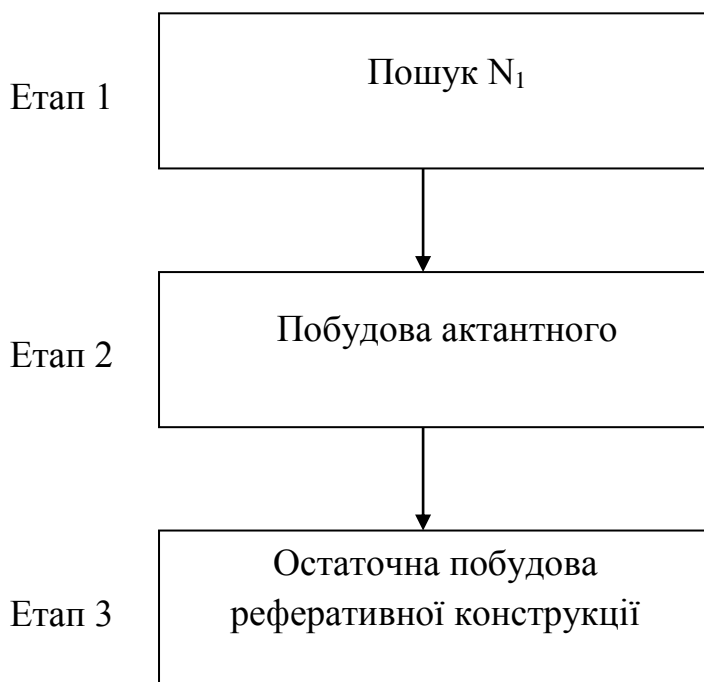 Етап 1
Пошук N₁
Етап 2
Побудова актантного
Етап 3
Остаточна побудова
реферативної конструкції